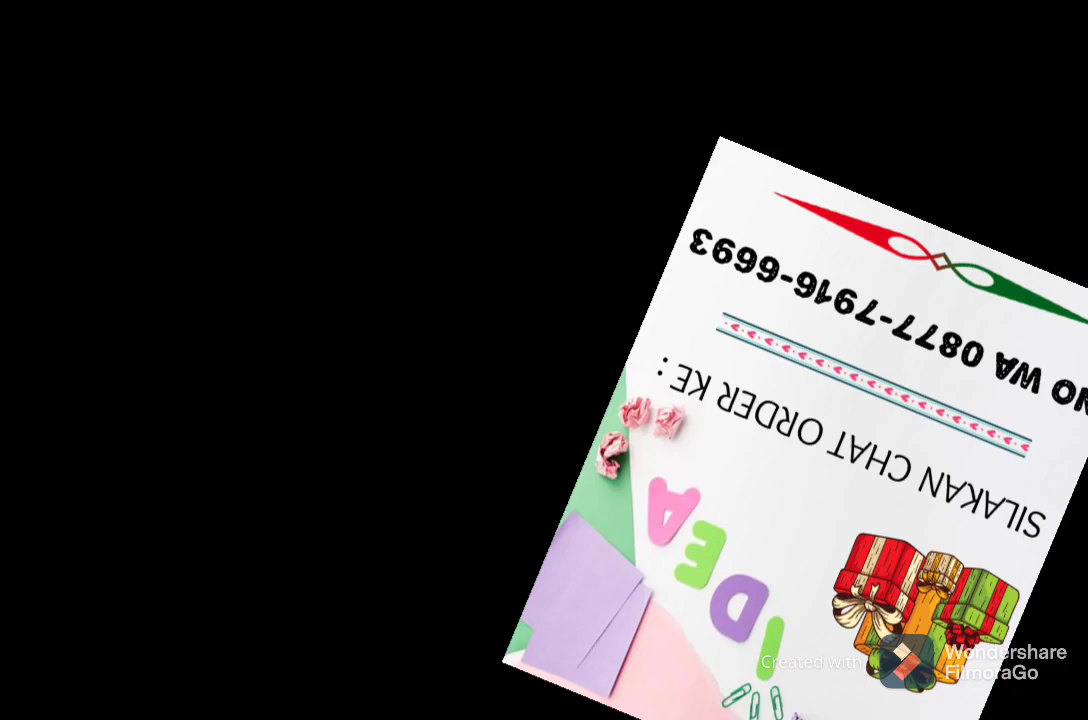 IDEA
SILAKAN CHAT ORDER KE :
NO WA 0877-7916-6693
Created with
Wondershare
FilmoraGo